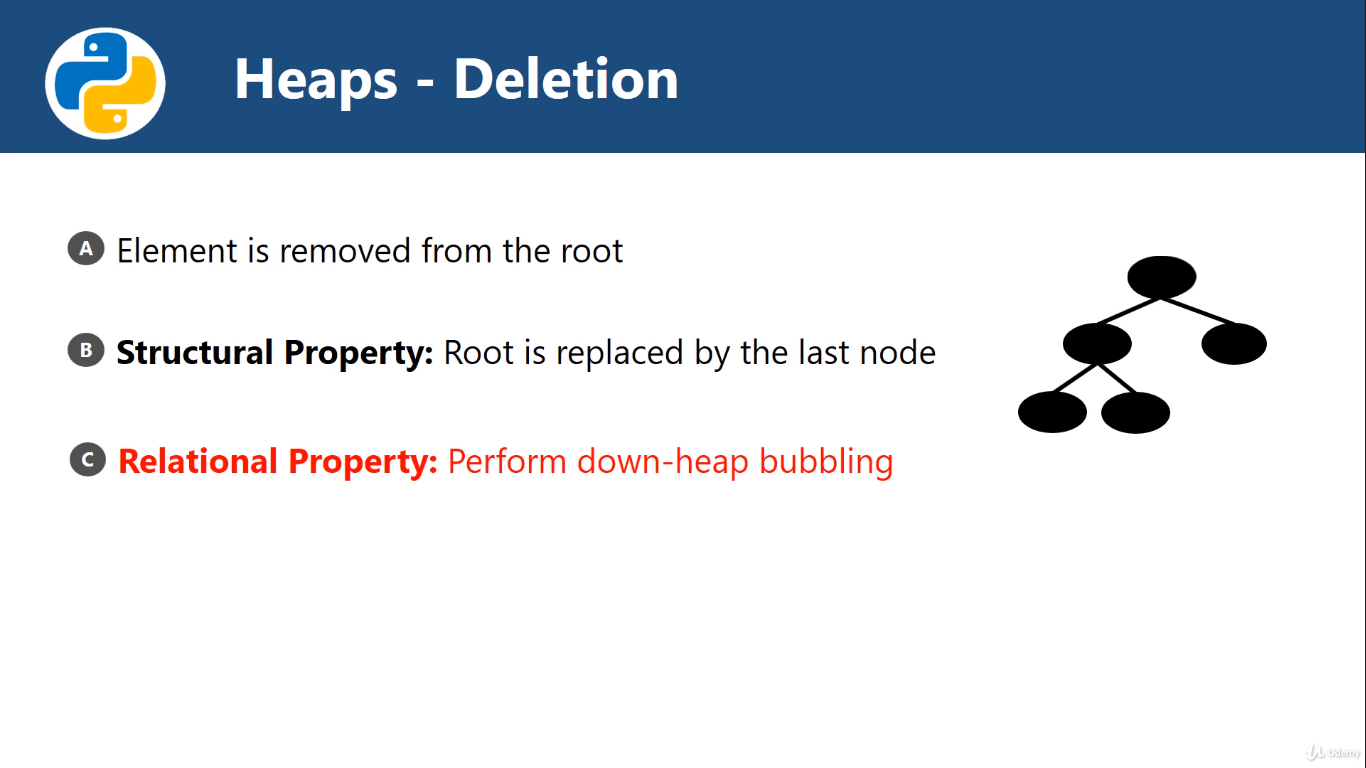 Heaps - Deletion
A Element is removed from the root
B Structural Property: Root is replaced by the last node
C Relational Property: Perform down-heap bubbling
Udemy